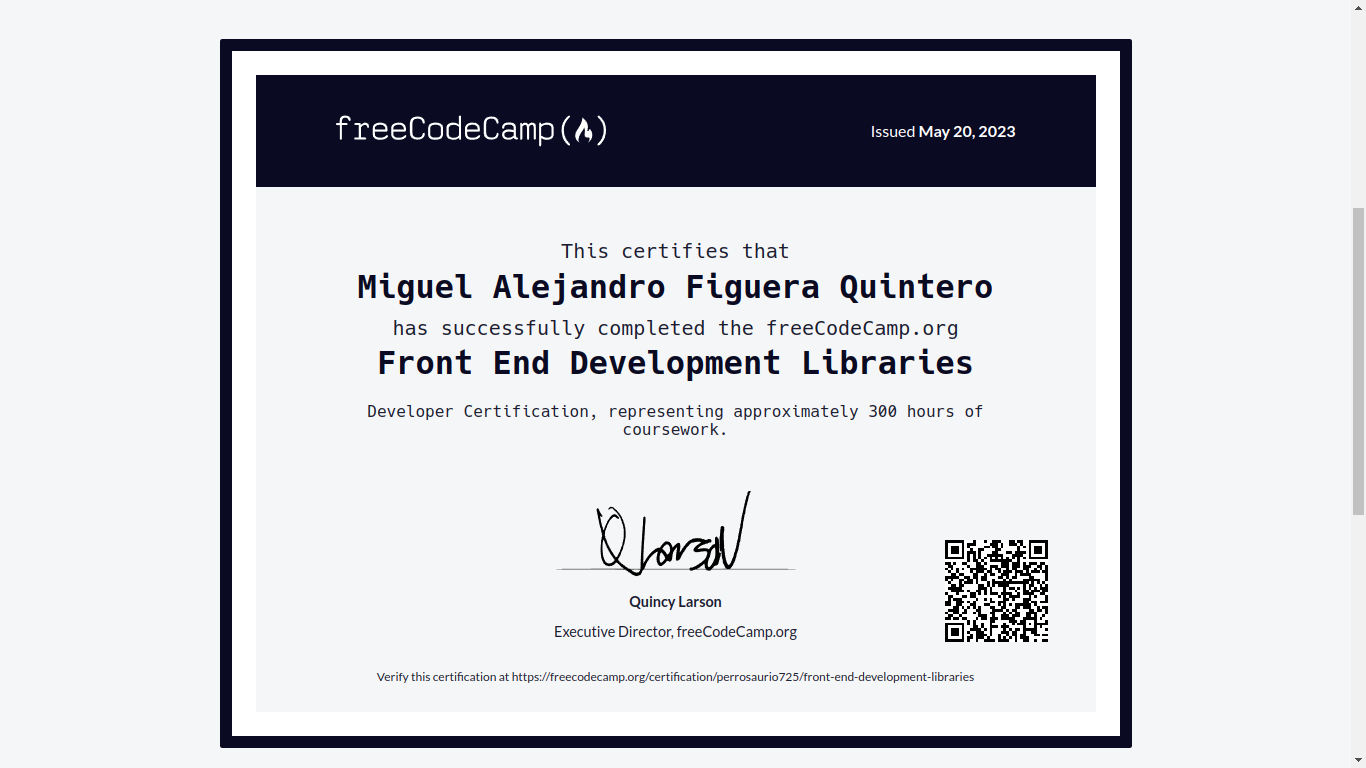 freeCodeCamp(🔥)
Issued May 20, 2023
This certifies that
Miguel Alejandro Figuera Quintero
has successfully completed the freeCodeCamp.org
Front End Development Libraries
Developer Certification, representing approximately 300 hours of
coursework.
Q Larson
Quincy Larson
Executive Director, freeCodeCamp.org
Verify this certification at https://freecodecamp.org/certification/perrosaurio725/front-end-development-libraries